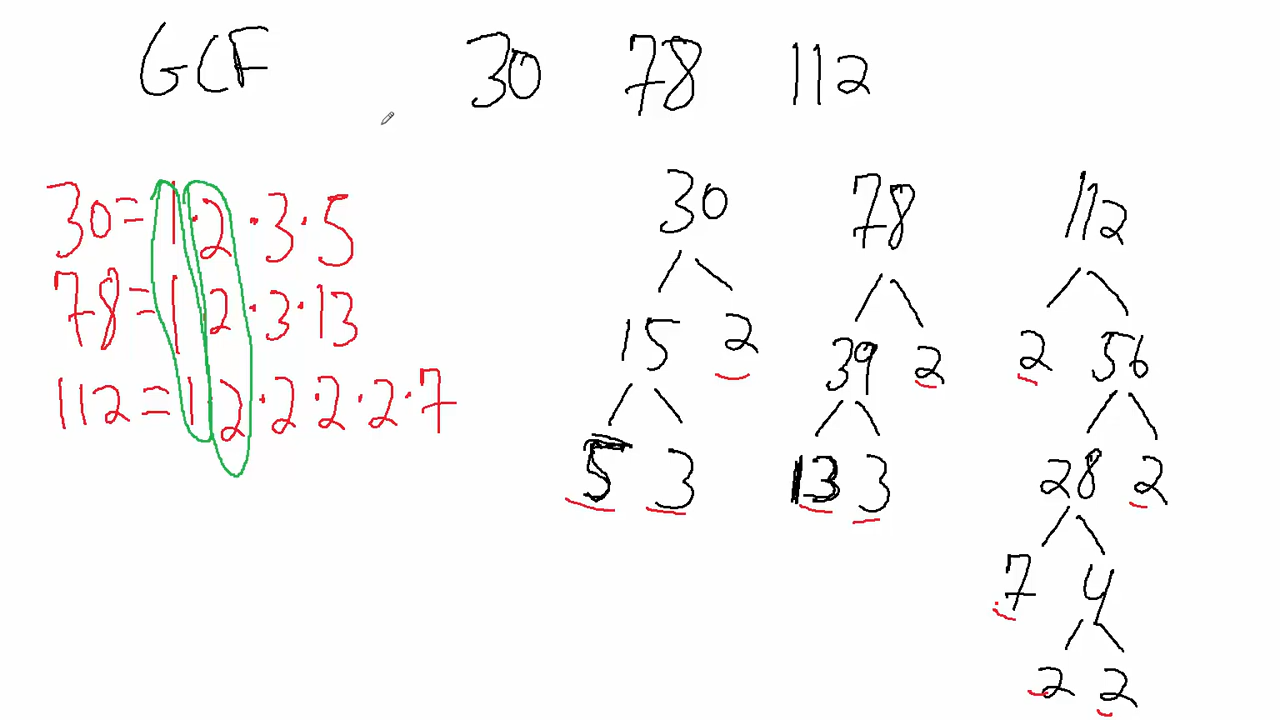 GCF 30 78 112
30=1·2·3·5
78=1 2·3·13
112=1 2·2·2·2·7
30 78 112
15 2 39 2 2 56
5 3 13 3 28 2
7 4
2 2